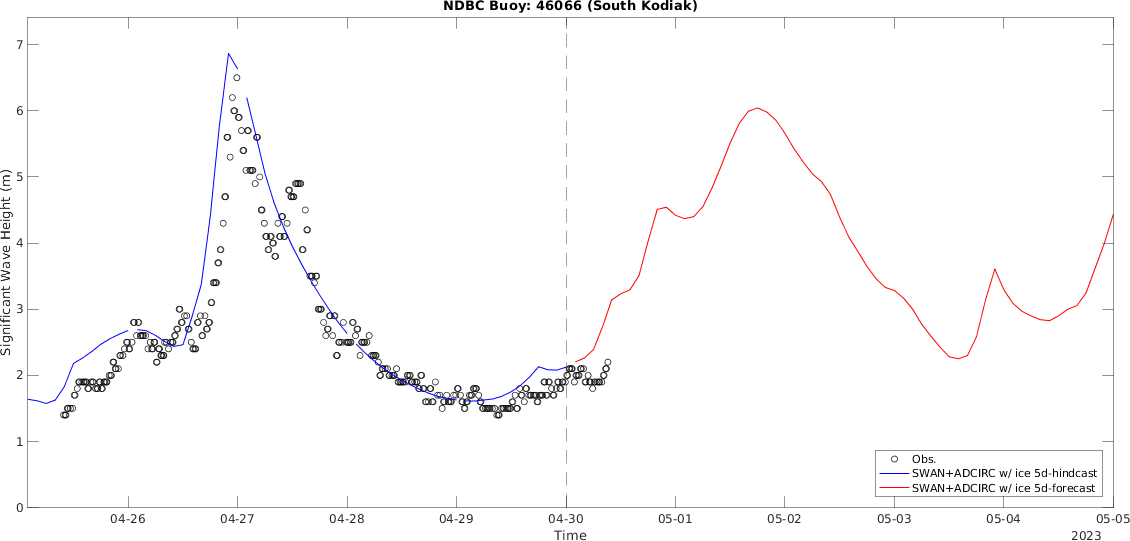 NDBC Buoy: 46066 (South Kodiak)
Significant Wave Height (m)
7
6
5
4
3
2
1
0
Obs.
SWAN+ADCIRC w/ ice 5d-hindcast
SWAN+ADCIRC w/ ice 5d-forecast
04-26 04-27 04-28 04-29 04-30 05-01 05-02 05-03 05-04 05-05
Time
2023